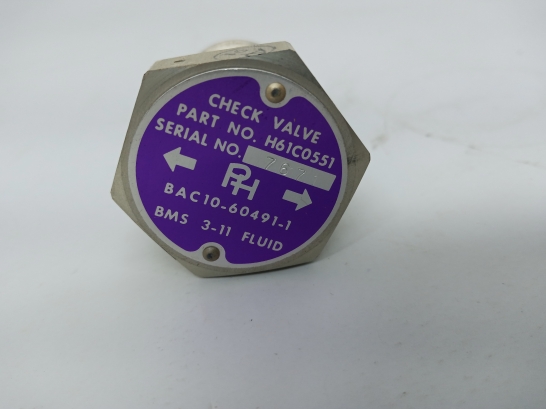 CHECK VALVE
PART NO. H61C0551
SERIAL NO.
PH
BAC10-60491-1
BMS 3-11 FLUID